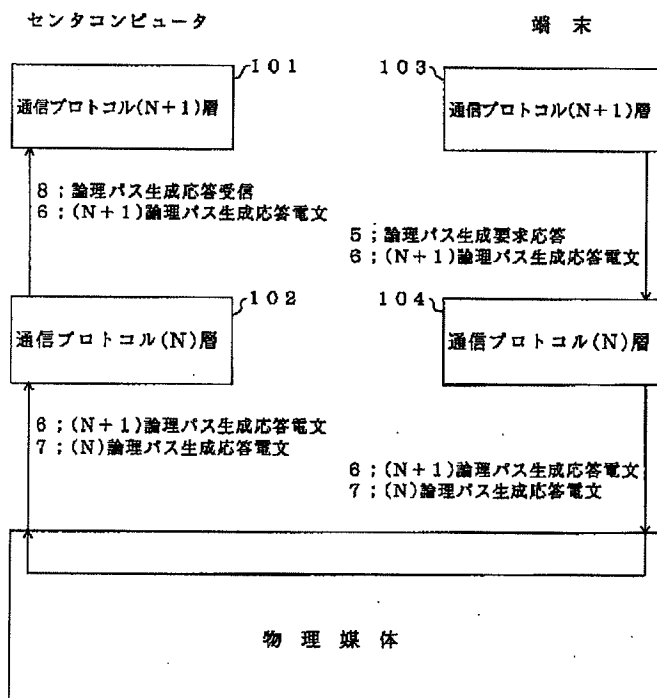 センタコンピュータ
端末
101
103
通信プロトコル(N+1)層
通信プロトコル(N+1)層
8;論理パス生成応答受信
6;(N+1)論理パス生成応答電文
5;論理パス生成要求応答
6;(N+1)論理パス生成応答電文
102
104
通信プロトコル(N)層
通信プロトコル(N)層
6;(N+1)論理パス生成応答電文
7;(N)論理パス生成応答電文
6;(N+1)論理パス生成応答電文
7;(N)論理パス生成応答電文
物理媒体